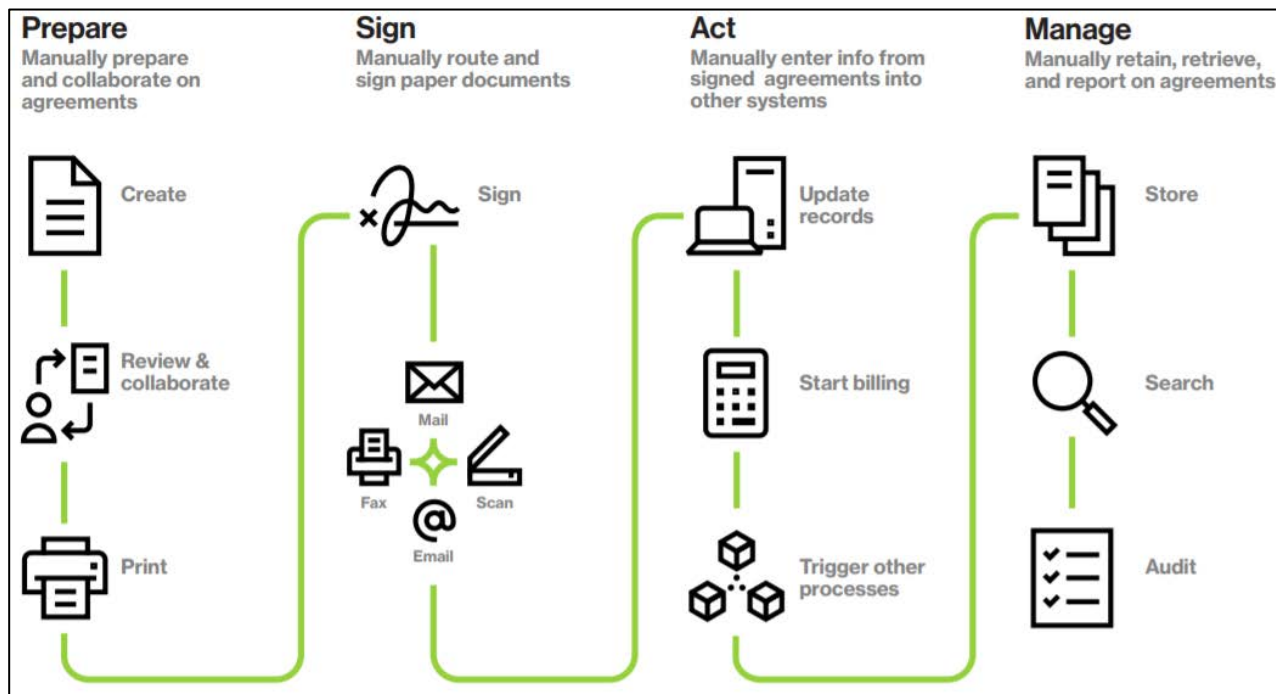 Prepare
Manually prepare
and collaborate on
agreements
Create
Review &
collaborate
Print
Sign
Manually route and
sign paper documents
Sign
Mail
Fax
Scan
Email
Act
Manually enter info from
signed agreements into
other systems
Update
records
Start billing
Trigger other
processes
Manage
Manually retain, retrieve,
and report on agreements
Store
Search
Audit